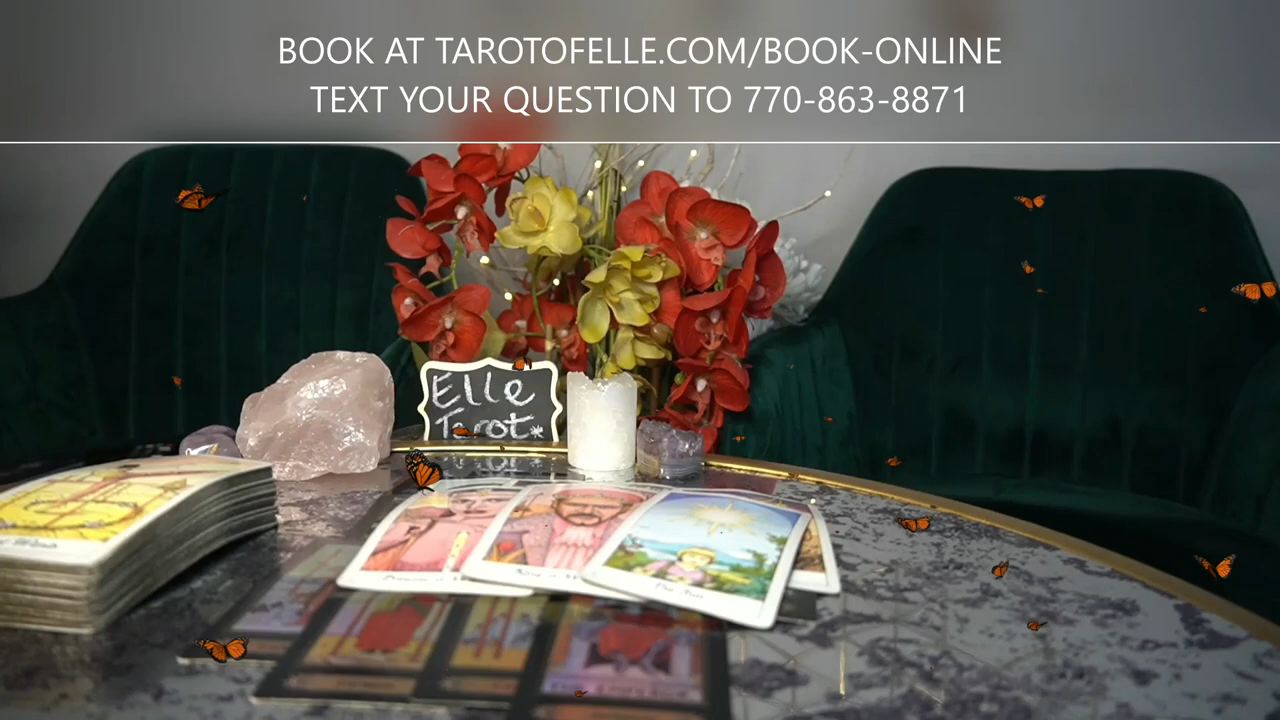 BOOK AT TAROTOFELLE.COM/BOOK-ONLINE
TEXT YOUR QUESTION TO 770-863-8871
Elle
Tarot*
The Sun